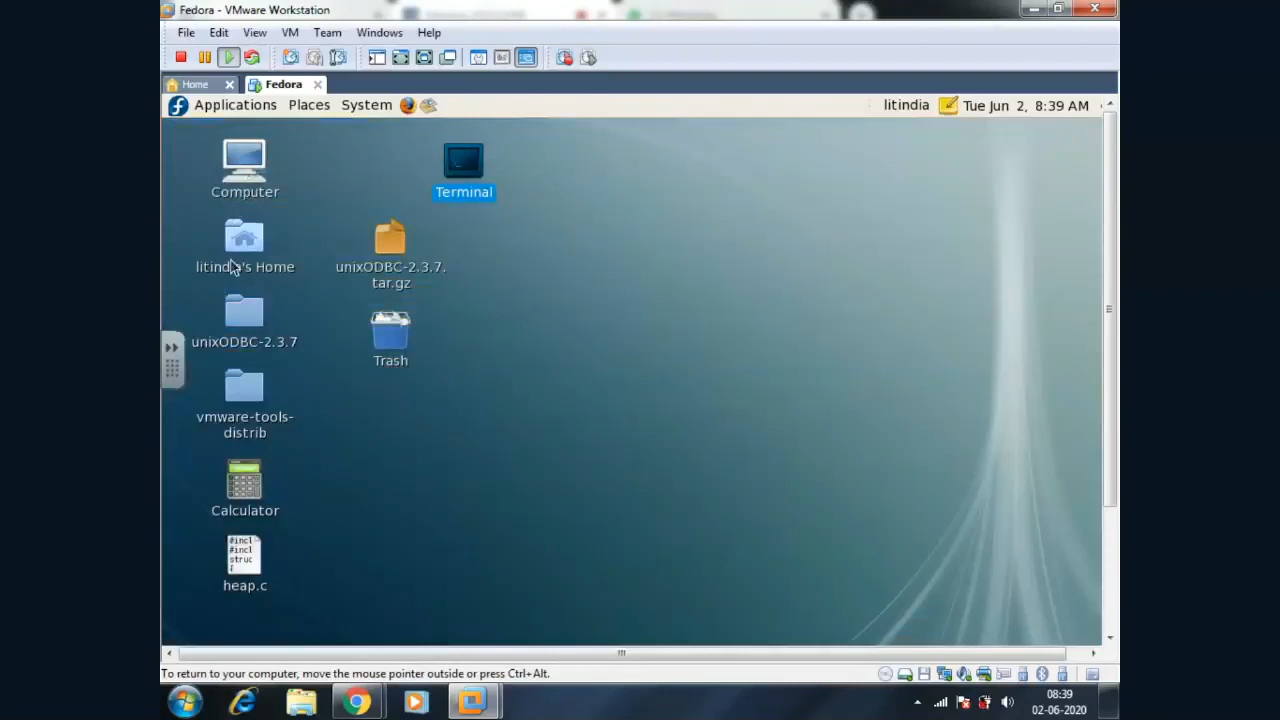 Fedora - VMware Workstation
File Edit View VM Team Windows Help
Home Fedora
Applications Places System litindia Tue Jun 2, 8:39 AM
Computer
Terminal
litindia's Home
unixODBC-2.3.7.
tar.gz
unixODBC-2.3.7
Trash
vmware-tools-
distrib
Calculator
#incl
#incl
struc
{
heap.c
To return to your computer, move the mouse pointer outside or press Ctrl+Alt.
08:39
02-06-2020